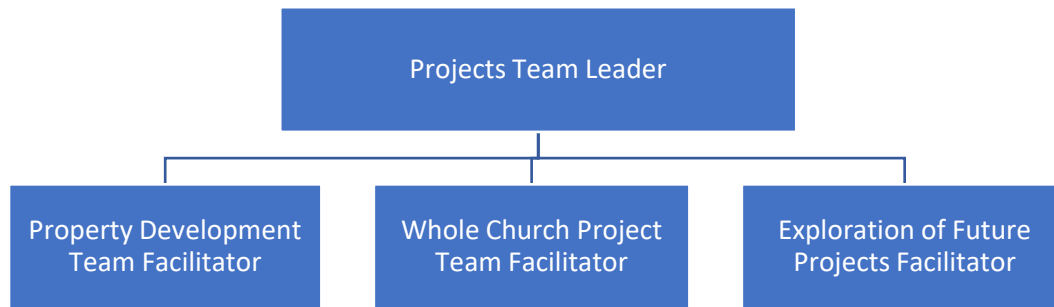 Projects Team Leader
Property Development
Team Facilitator
Whole Church Project
Team Facilitator
Exploration of Future
Projects Facilitator